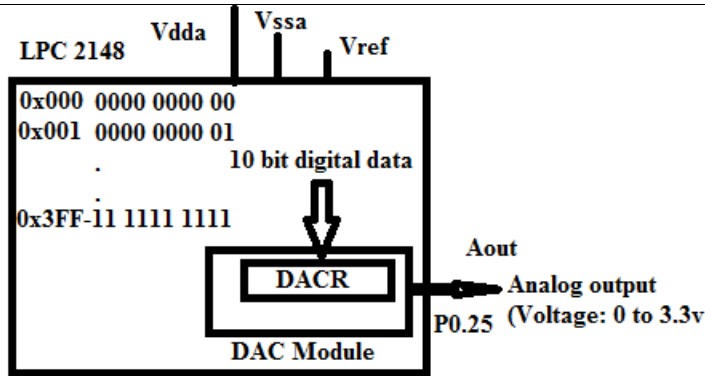 LPC 2148
Vdda
Vssa
Vref
0x000 0000 0000 00
0x001 0000 0000 01
.
.
0x3FF-11 1111 1111
10 bit digital data
DACR
DAC Module
Aout
Analog output
P0.25 (Voltage: 0 to 3.3v